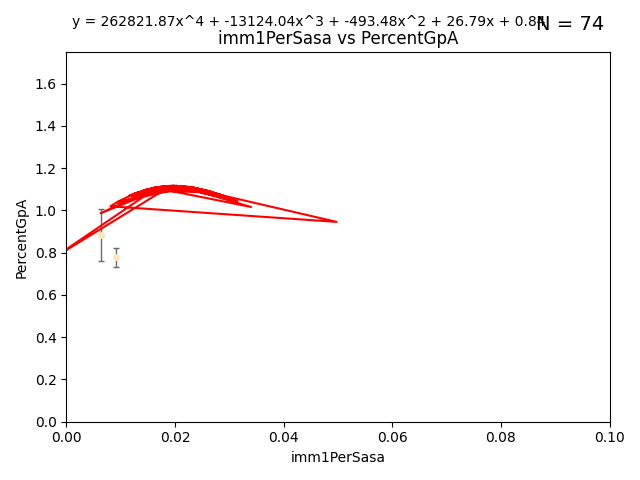 y = 262821.87x^4 + -13124.04x^3 + -493.48x^2 + 26.79x + 0.84
N = 74
imm1PerSasa vs PercentGpA
PercentGpA
1.6
1.4
1.2
1.0
0.8
0.6
0.4
0.2
0.0
0.00 0.02 0.04 0.06 0.08 0.10
imm1PerSasa